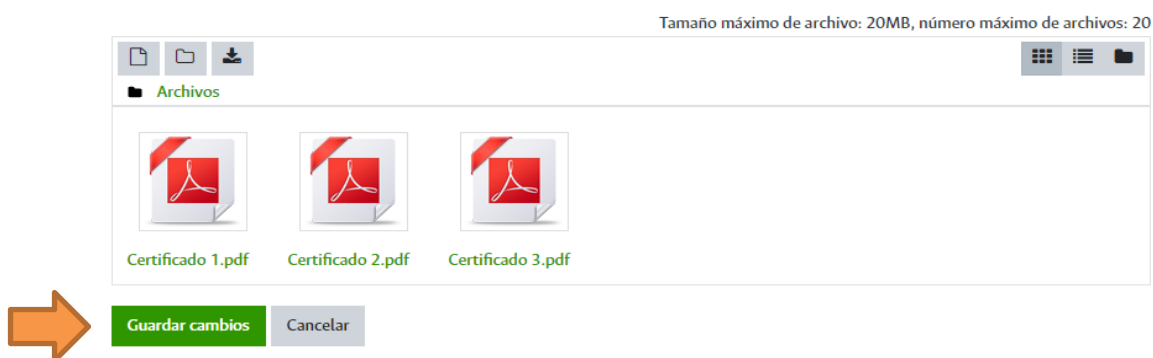 Tamaño máximo de archivo: 20MB, número máximo de archivos: 20
Archivos
Certificado 1.pdf Certificado 2.pdf Certificado 3.pdf
Guardar cambios Cancelar